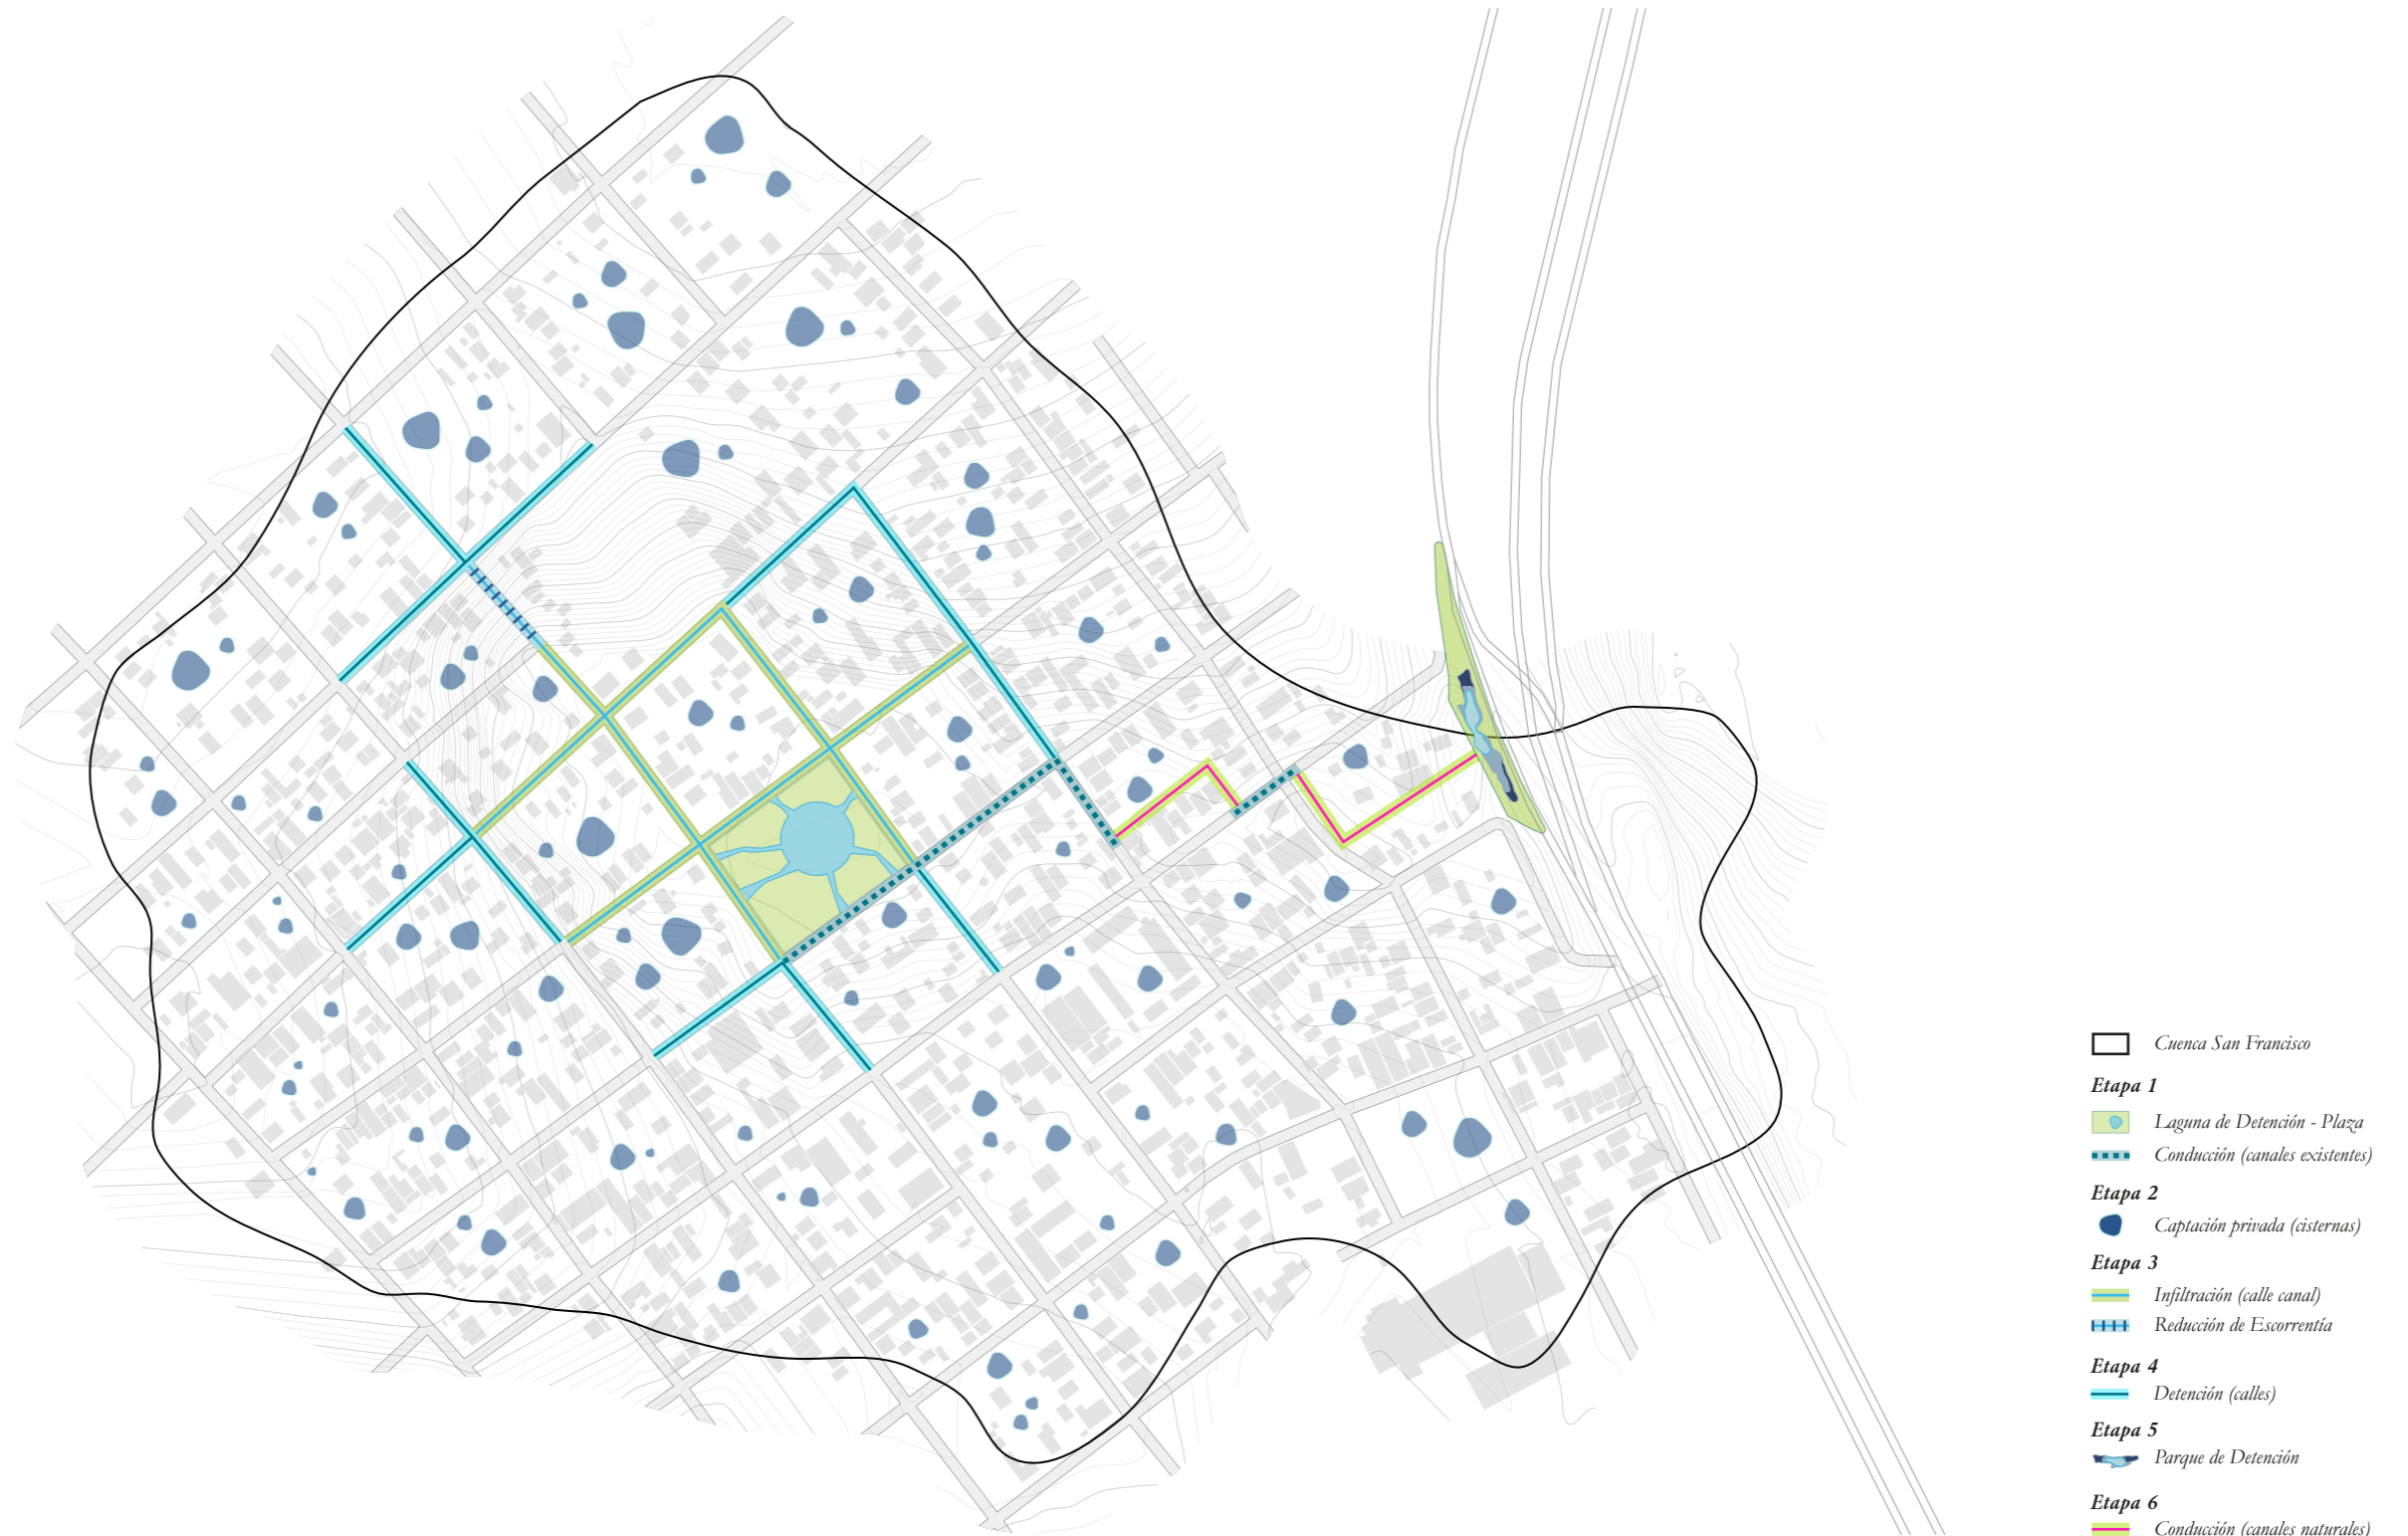 Cuenca San Francisco
Etapa 1
Laguna de Detención - Plaza
Conducción (canales existentes)
Etapa 2
Captación privada (cisternas)
Etapa 3
Infiltración (calle canal)
Reducción de Escorrentía
Etapa 4
Detención (calles)
Etapa 5
Parque de Detención
Etapa 6
Conducción (canales naturales)